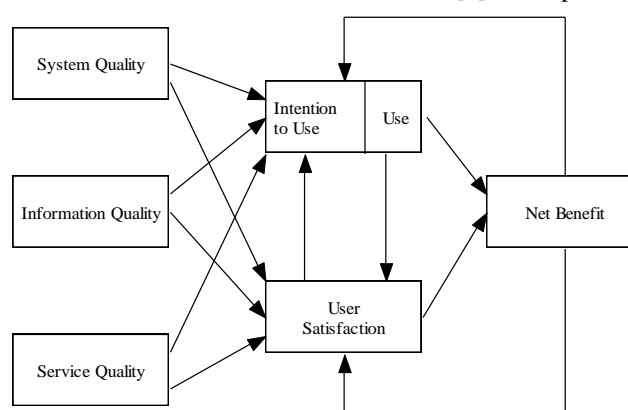 System Quality
Intention
to Use
Use
Information Quality
Net Benefit
User
Satisfaction
Service Quality